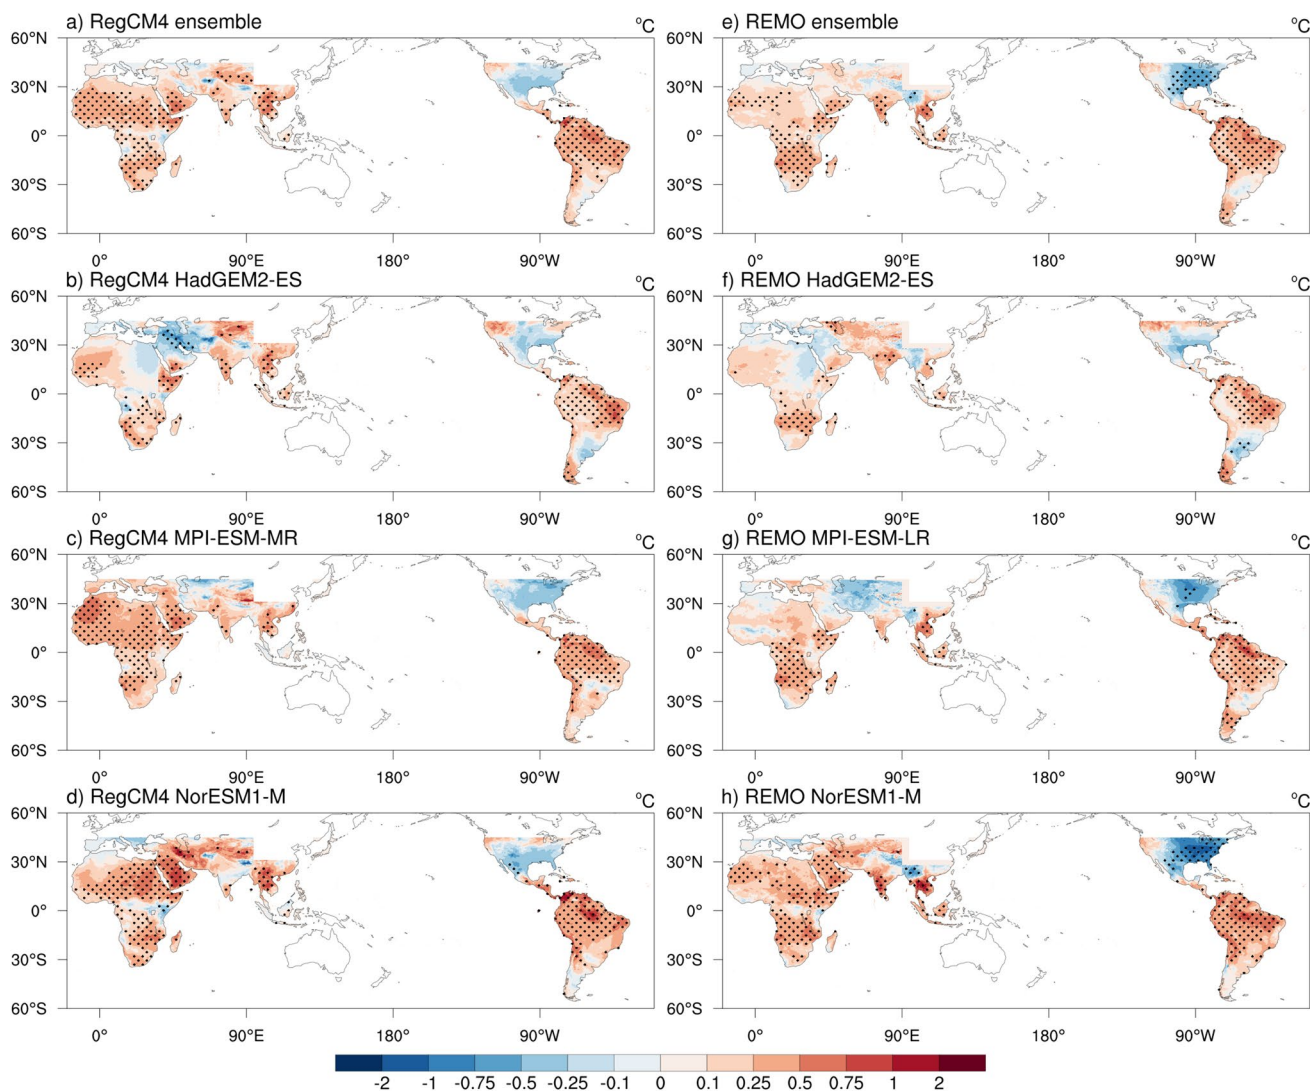 a) RegCM4 ensemble °C
60°N
30°N
0°
30°S
60°S
0° 90°E 180° 90°W
e) REMO ensemble °C
60°N
30°N
0°
30°S
60°S
0° 90°E 180° 90°W
b) RegCM4 HadGEM2-ES °C
60°N
30°N
0°
30°S
60°S
0° 90°E 180° 90°W
f) REMO HadGEM2-ES °C
60°N
30°N
0°
30°S
60°S
0° 90°E 180° 90°W
c) RegCM4 MPI-ESM-MR °C
60°N
30°N
0°
30°S
60°S
0° 90°E 180° 90°W
g) REMO MPI-ESM-LR °C
60°N
30°N
0°
30°S
60°S
0° 90°E 180° 90°W
d) RegCM4 NorESM1-M °C
60°N
30°N
0°
30°S
60°S
0° 90°E 180° 90°W
h) REMO NorESM1-M °C
60°N
30°N
0°
30°S
60°S
0° 90°E 180° 90°W
-2 -1 -0.75 -0.5 -0.25 -0.1 0 0.1 0.25 0.5 0.75 1 2